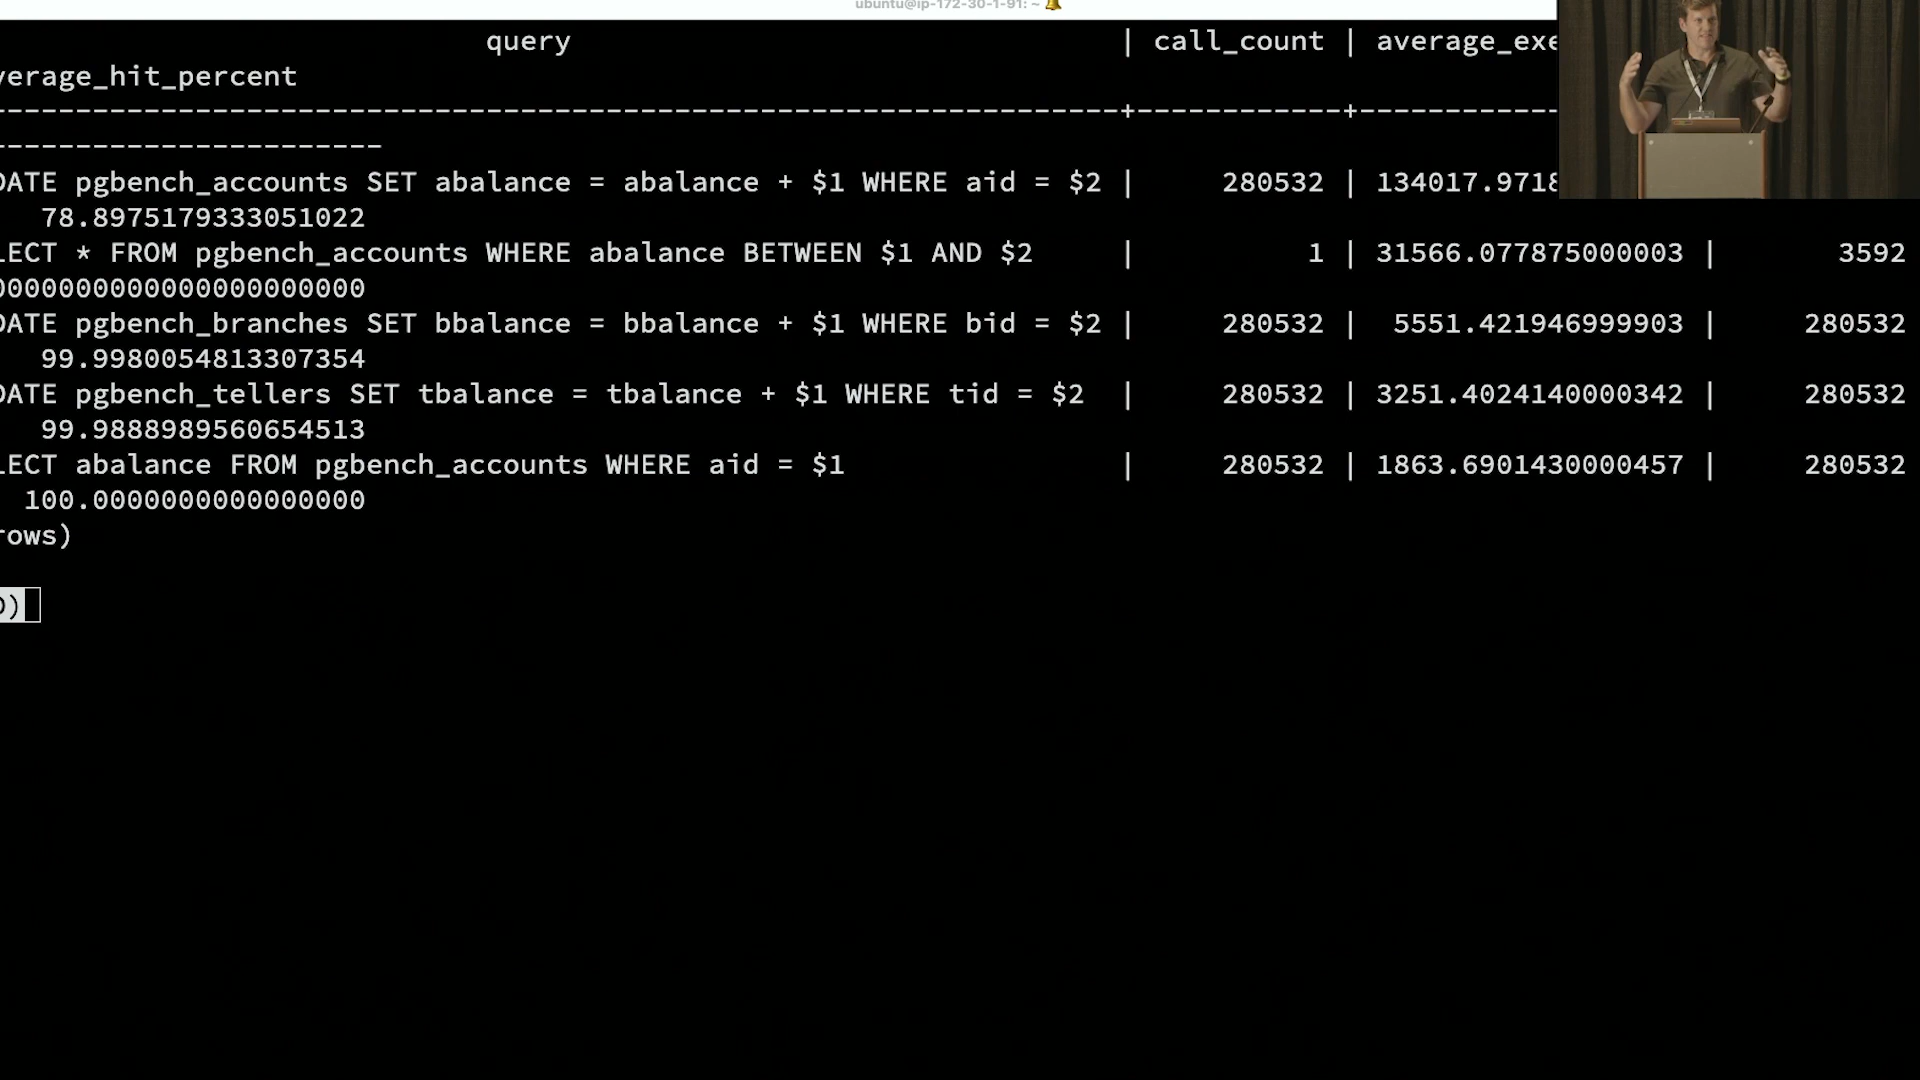 ubuntu@ip-172-30-1-91: ~
query | call_count | average_exe
verage_hit_percent
-----------------------------------------------------------------+-----------+------------
-----------------------
DATE pgbench_accounts SET abalance = abalance + $1 WHERE aid = $2 | 280532 | 134017.9718
78.8975179333051022
LECT * FROM pgbench_accounts WHERE abalance BETWEEN $1 AND $2 | 1 | 31566.077875000003 | 3592
0000000000000000000000
DATE pgbench_branches SET bbalance = bbalance + $1 WHERE bid = $2 | 280532 | 5551.421946999903 | 280532
99.9980054813307354
DATE pgbench_tellers SET tbalance = tbalance + $1 WHERE tid = $2 | 280532 | 3251.4024140000342 | 280532
99.9888989560654513
LECT abalance FROM pgbench_accounts WHERE aid = $1 | 280532 | 1863.6901430000457 | 280532
100.0000000000000000
rows)
D)